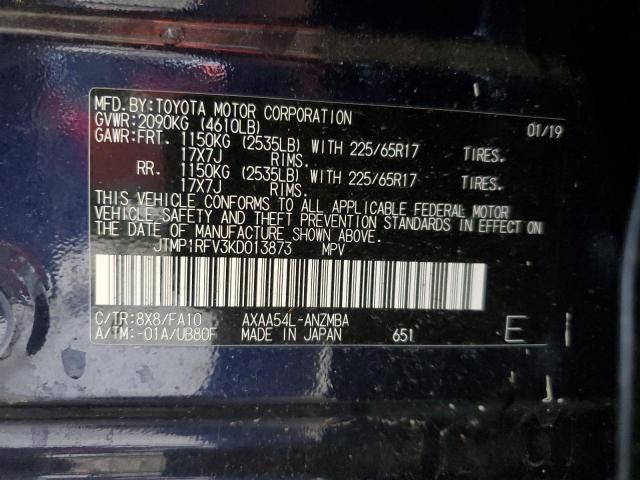 MFD.BY:TOYOTA MOTOR CORPORATION
GVWR:2090KG (4610LB) 01/19
GAWR:FRT. 1150KG (2535LB) WITH 225/65R17 TIRES.
17X7J RIMS.
RR. 1150KG (2535LB) WITH 225/65R17 TIRES.
17X7J RIMS.
THIS VEHICLE CONFORMS TO ALL APPLICABLE FEDERAL MOTOR
VEHICLE SAFETY AND THEFT PREVENTION STANDARDS IN EFFECT ON
THE DATE OF MANUFACTURE SHOWN ABOVE.
JTMP1RFV3KD013873 MPV
C/TR:8X8/FA10 AXAA54L-ANZMBA
A/TM:-01A/UB80F MADE IN JAPAN 651 E